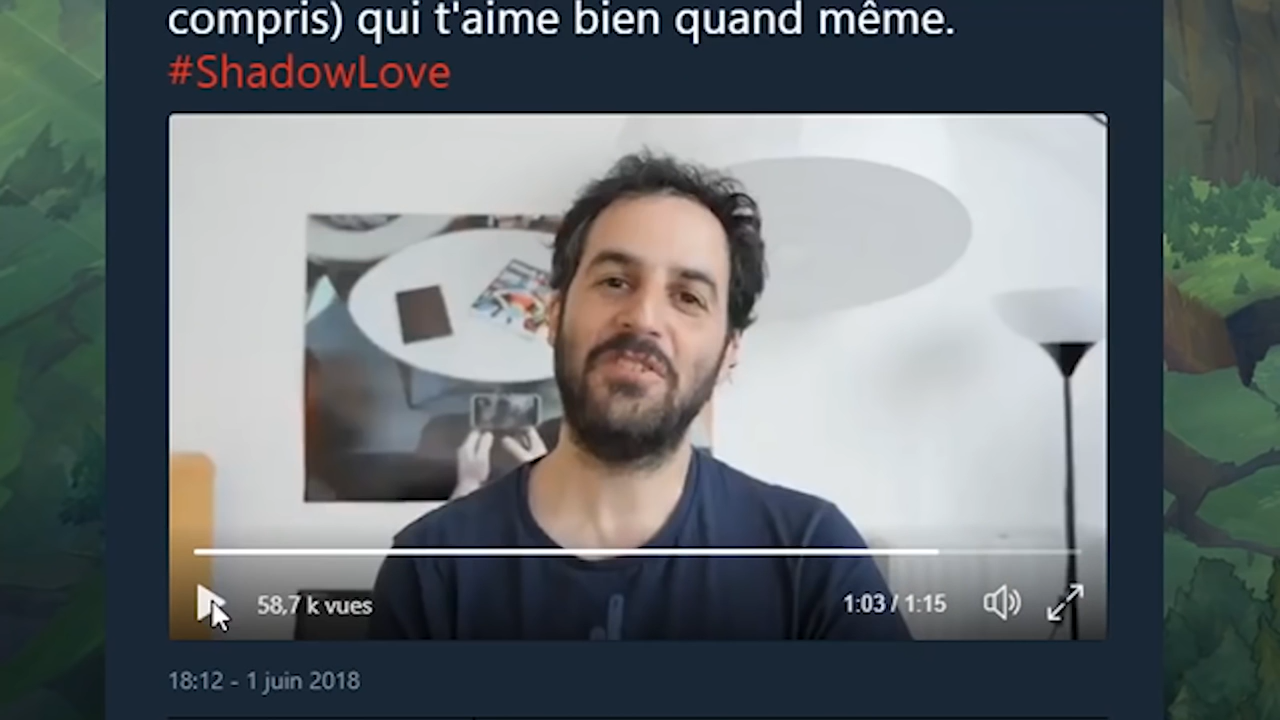 compris) qui t'aime bien quand même.
#ShadowLove
58,7 k vues
1:03 / 1:15
18:12 - 1 juin 2018